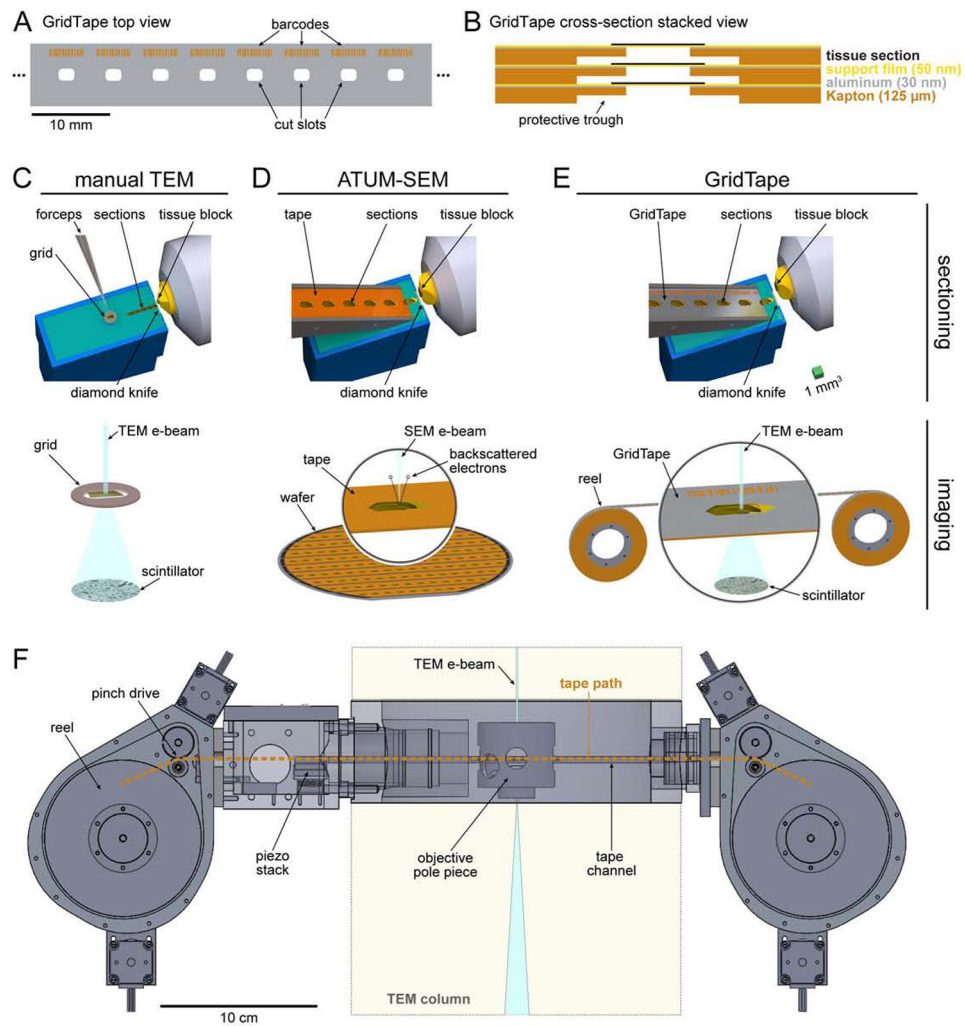 A GridTape top view
barcodes
...
...
10 mm
cut slots
B GridTape cross-section stacked view
tissue section
support film (50 nm)
aluminum (30 nm)
Kapton (125 µm)
protective trough
C manual TEM
forceps
sections
tissue block
grid
diamond knife
D ATUM-SEM
tape
sections
tissue block
diamond knife
E GridTape
GridTape
sections
tissue block
diamond knife
1 mm³
sectioning
grid
TEM e-beam
scintillator
SEM e-beam
backscattered
electrons
tape
wafer
TEM e-beam
GridTape
reel
scintillator
imaging
F
TEM e-beam
tape path
pinch drive
reel
piezo
stack
objective
pole piece
tape
channel
10 cm
TEM column